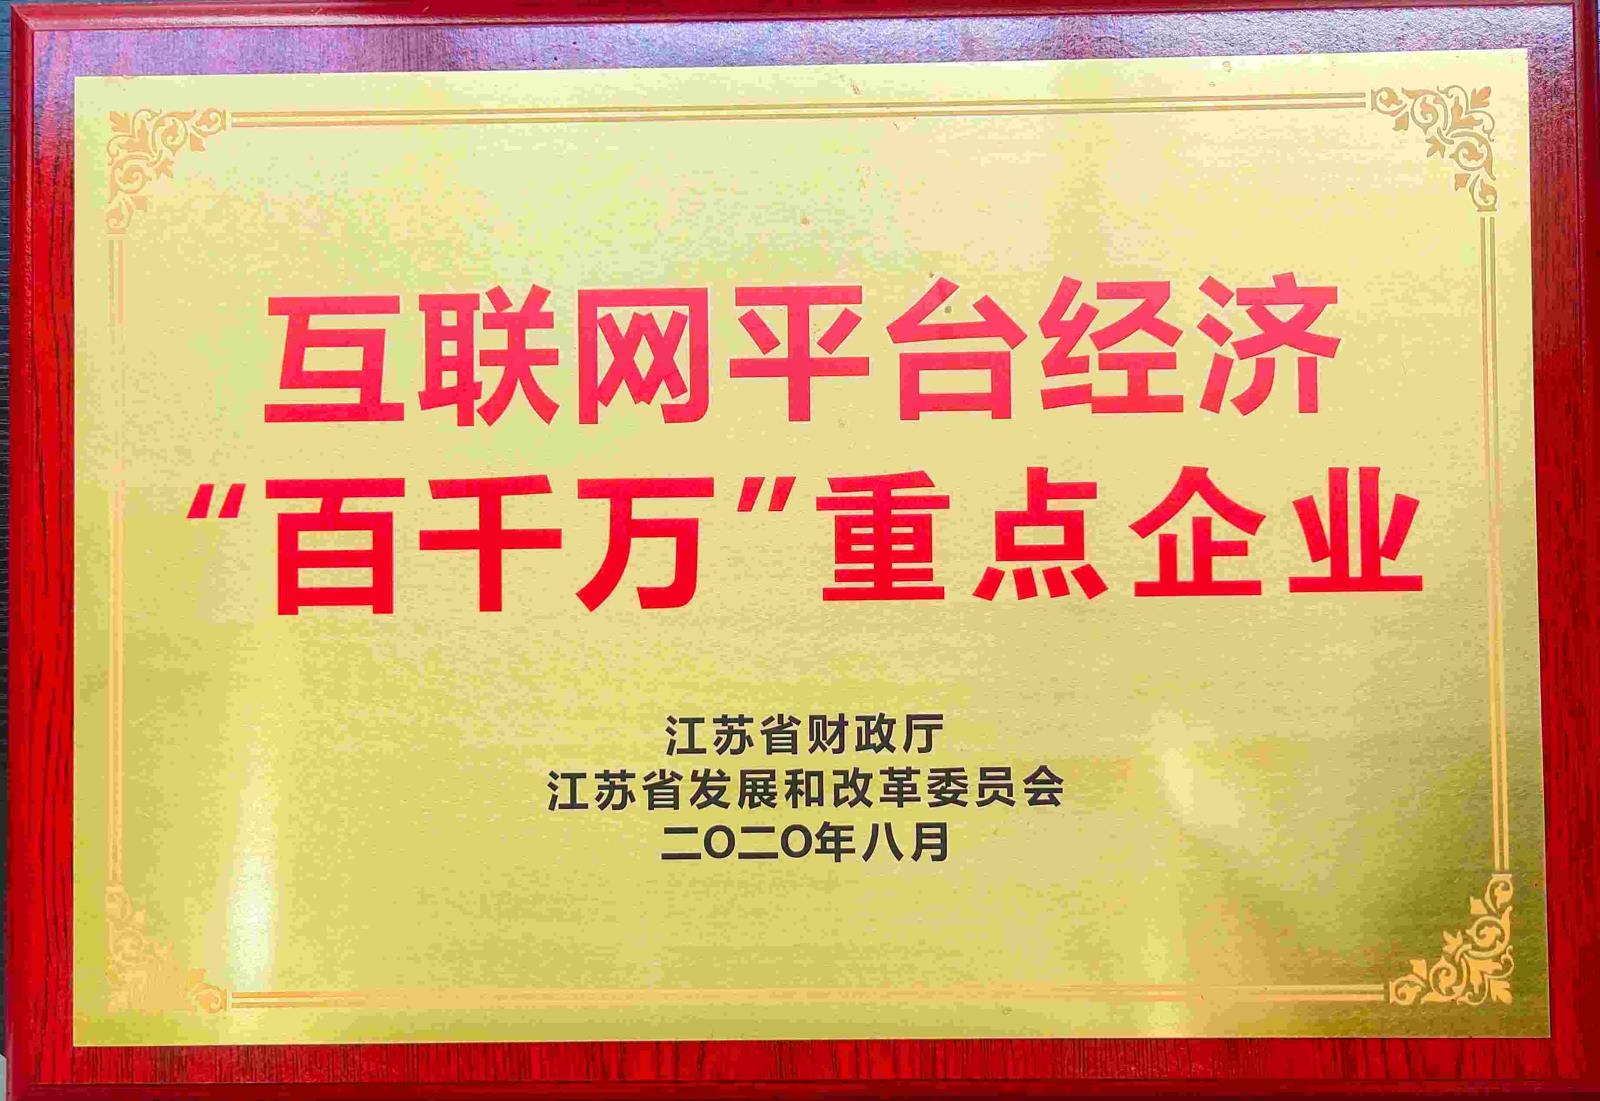 互联网平台经济
“百千万”重点企业
江苏省财政厅
江苏省发展和改革委员会
二〇二〇年八月